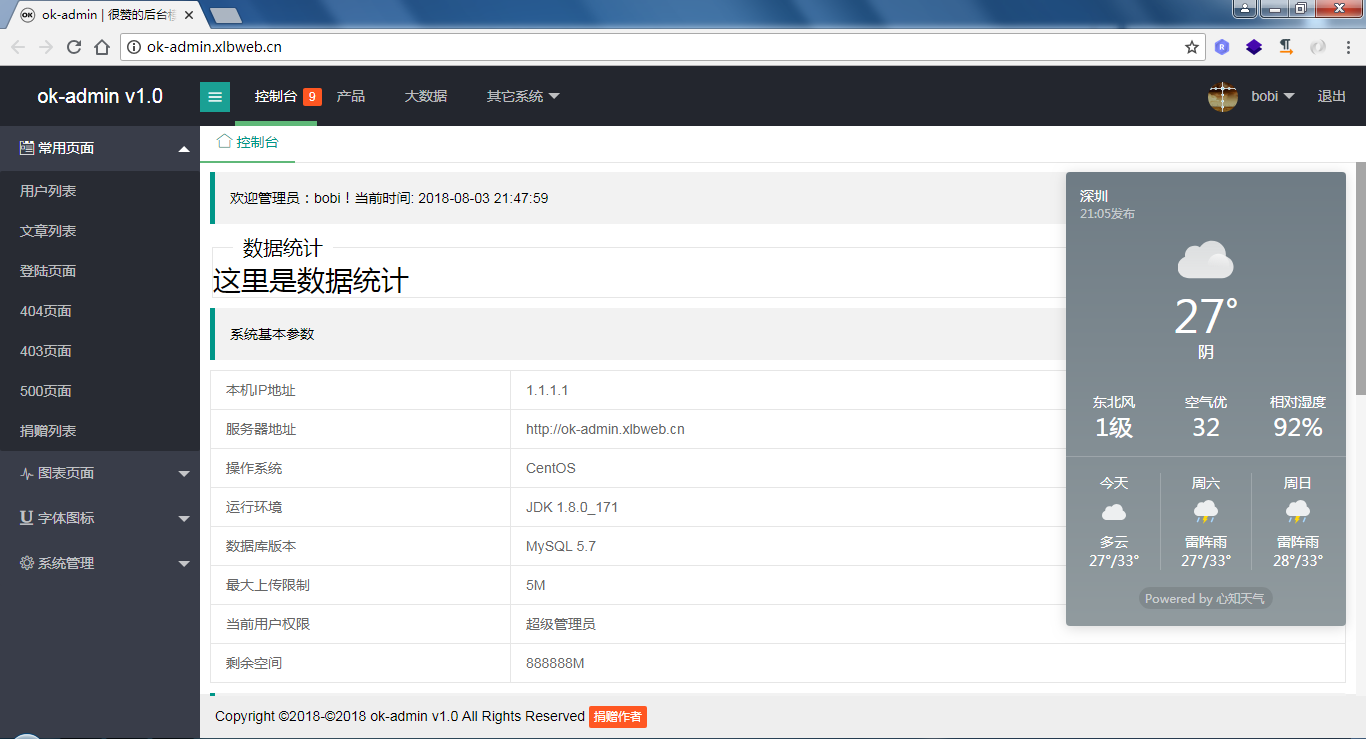 ok-admin | 很赞的后台模
ok-admin.xlbweb.cn
ok-admin v1.0
控制台 9 产品 大数据 其它系统
bobi 退出
常用页面
用户列表
文章列表
登陆页面
404页面
403页面
500页面
捐赠列表
图表页面
字体图标
系统管理
控制台
欢迎管理员：bobi！当前时间: 2018-08-03 21:47:59
数据统计
这里是数据统计
系统基本参数
本机IP地址 1.1.1.1
服务器地址 http://ok-admin.xlbweb.cn
操作系统 CentOS
运行环境 JDK 1.8.0_171
数据库版本 MySQL 5.7
最大上传限制 5M
当前用户权限 超级管理员
剩余空间 888888M
深圳
21:05发布
27°
阴
东北风 空气优 相对湿度
1级 32 92%
今天 周六 周日
多云 雷阵雨 雷阵雨
27°/33° 27°/33° 28°/33°
Powered by 心知天气
Copyright ©2018-©2018 ok-admin v1.0 All Rights Reserved 捐赠作者